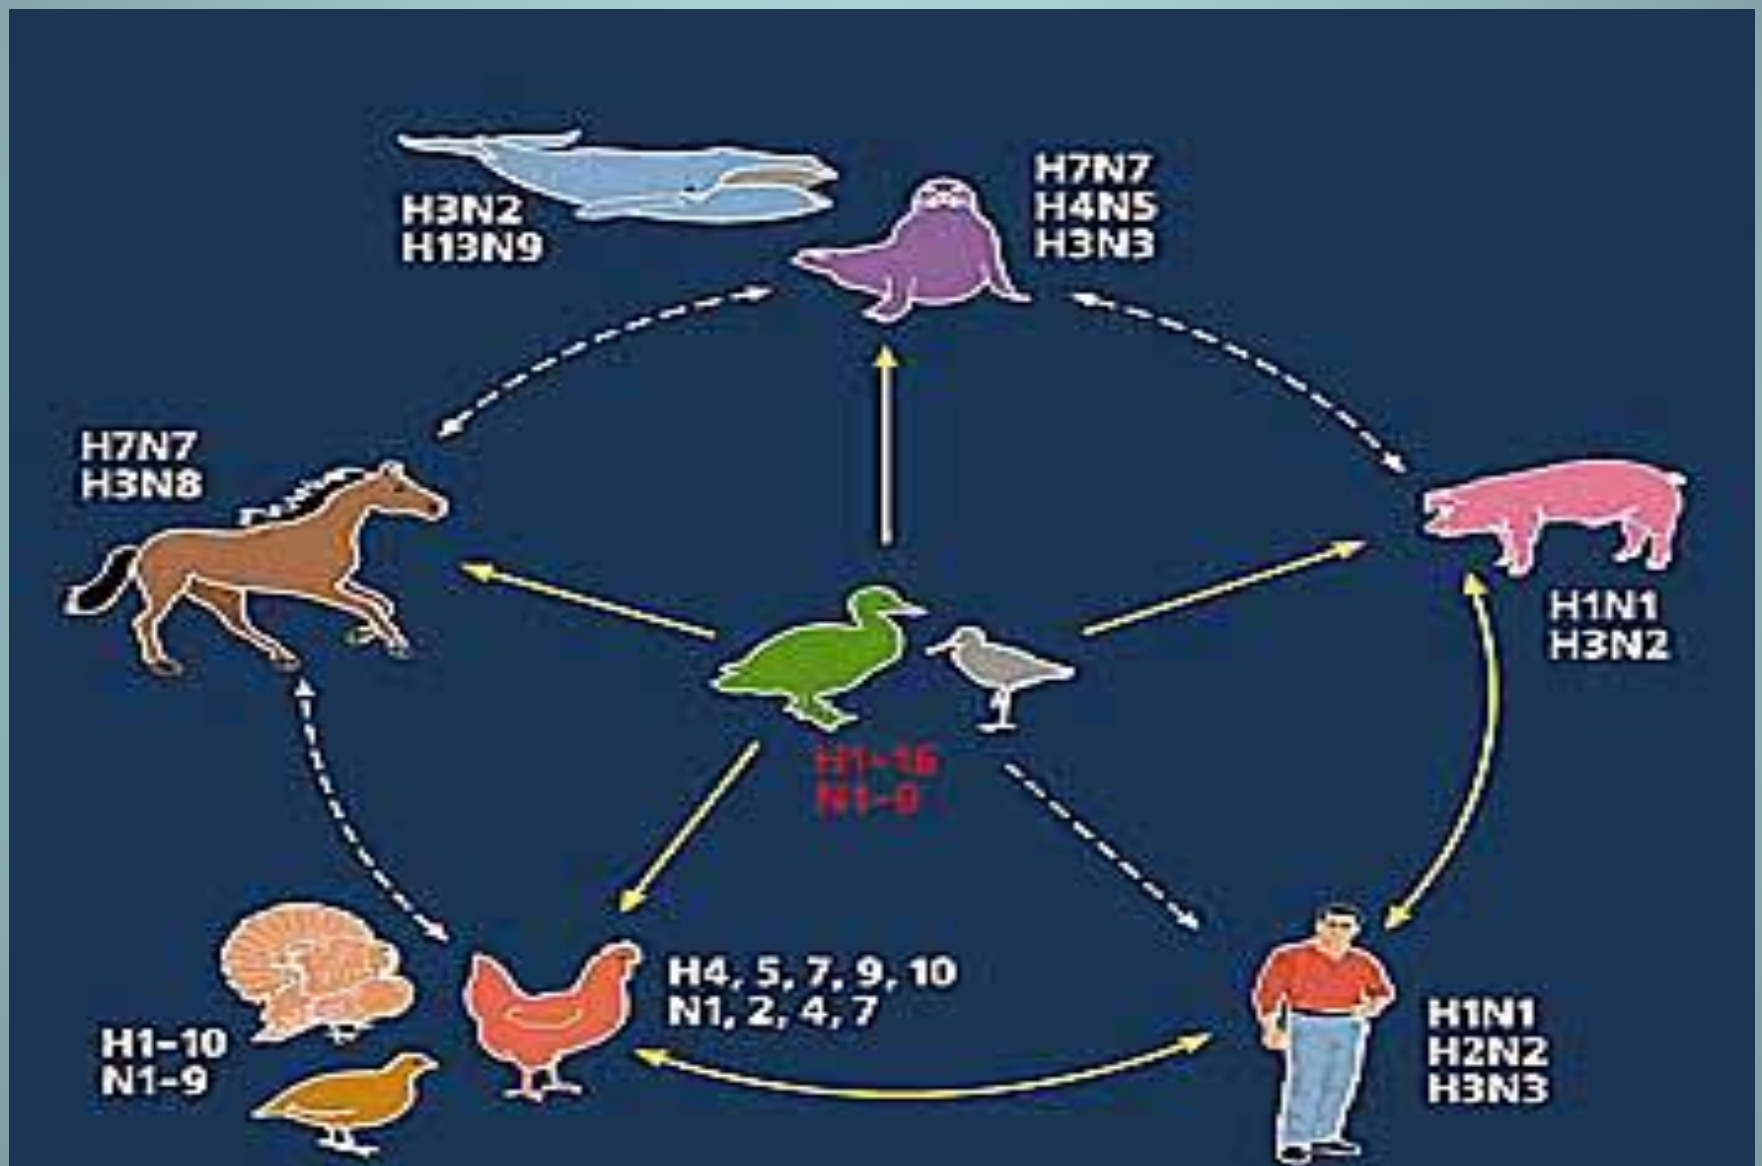 H3N2
H13N9
H7N7
H4N5
H3N3
H7N7
H3N8
H1N1
H3N2
H1-16
H4, 5, 7, 9, 10
N1, 2, 4, 7
H1-10
N1-9
H1N1
H2N2
H3N3